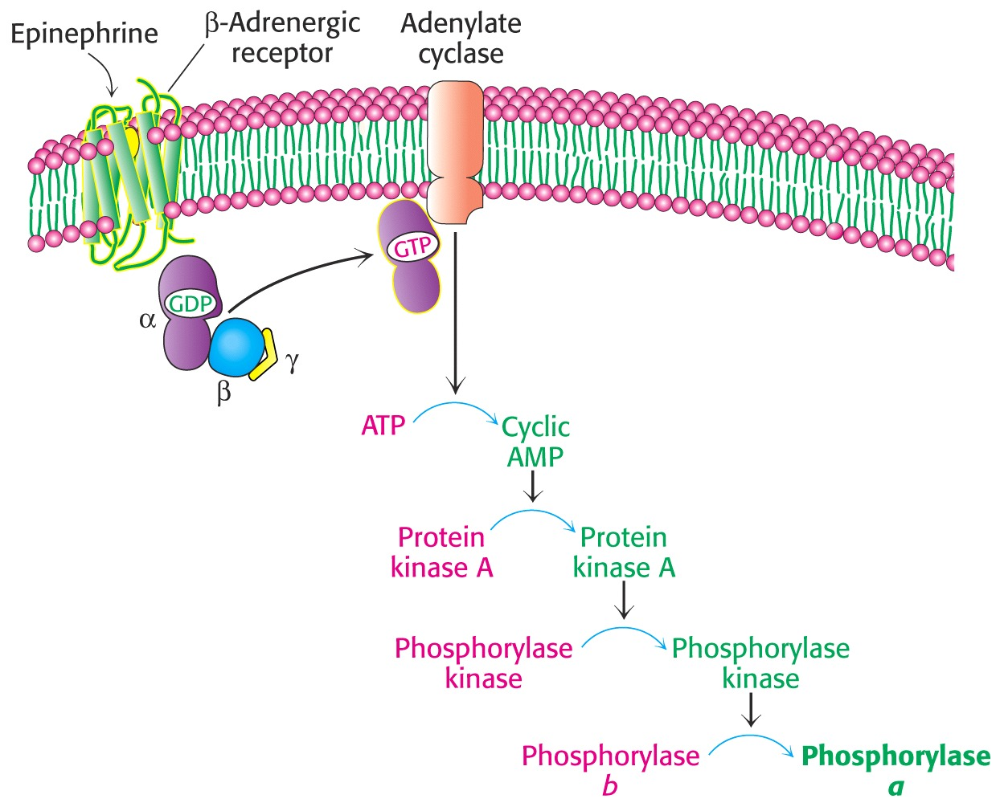 Epinephrine
β-Adrenergic
receptor
Adenylate
cyclase
GTP
GDP
α
β
γ
ATP
Cyclic
AMP
Protein
kinase A
Protein
kinase A
Phosphorylase
kinase
Phosphorylase
kinase
Phosphorylase
b
Phosphorylase
a